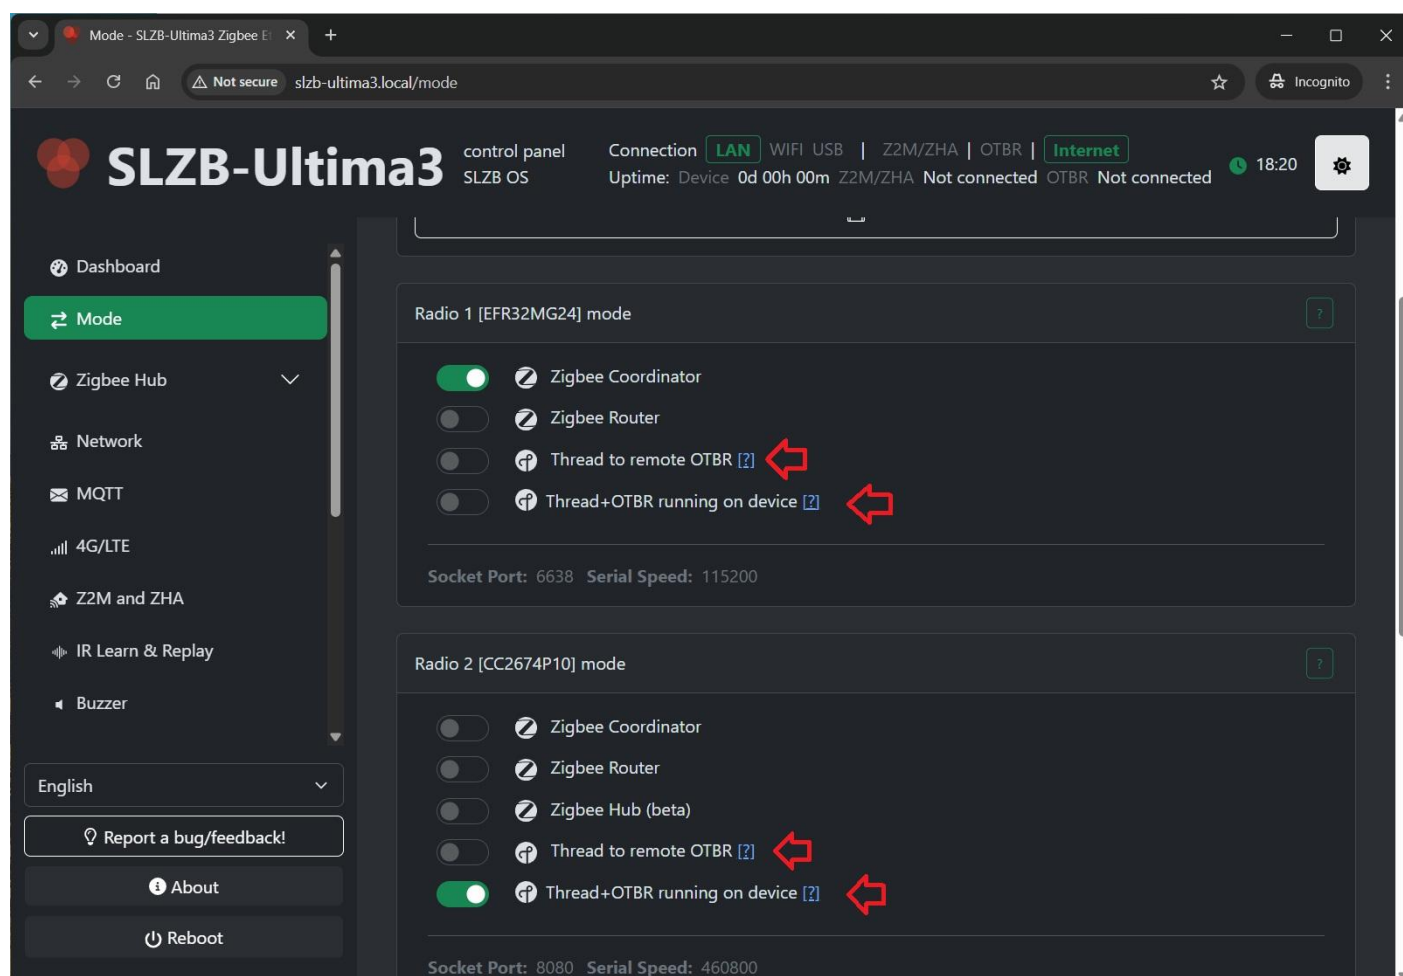 Mode - SLZB-Ultima3 Zigbee Et
Not secure slzb-ultima3.local/mode Incognito
SLZB-Ultima3
control panel
SLZB OS
Connection LAN WIFI USB | Z2M/ZHA | OTBR | Internet
Uptime: Device 0d 00h 00m Z2M/ZHA Not connected OTBR Not connected
18:20
Dashboard
Mode
Zigbee Hub
Network
MQTT
4G/LTE
Z2M and ZHA
IR Learn & Replay
Buzzer
English
Report a bug/feedback!
About
Reboot
Radio 1 [EFR32MG24] mode
?
Zigbee Coordinator
Zigbee Router
Thread to remote OTBR [?]
Thread+OTBR running on device [?]
Socket Port: 6638 Serial Speed: 115200
Radio 2 [CC2674P10] mode
?
Zigbee Coordinator
Zigbee Router
Zigbee Hub (beta)
Thread to remote OTBR [?]
Thread+OTBR running on device [?]
Socket Port: 8080 Serial Speed: 460800